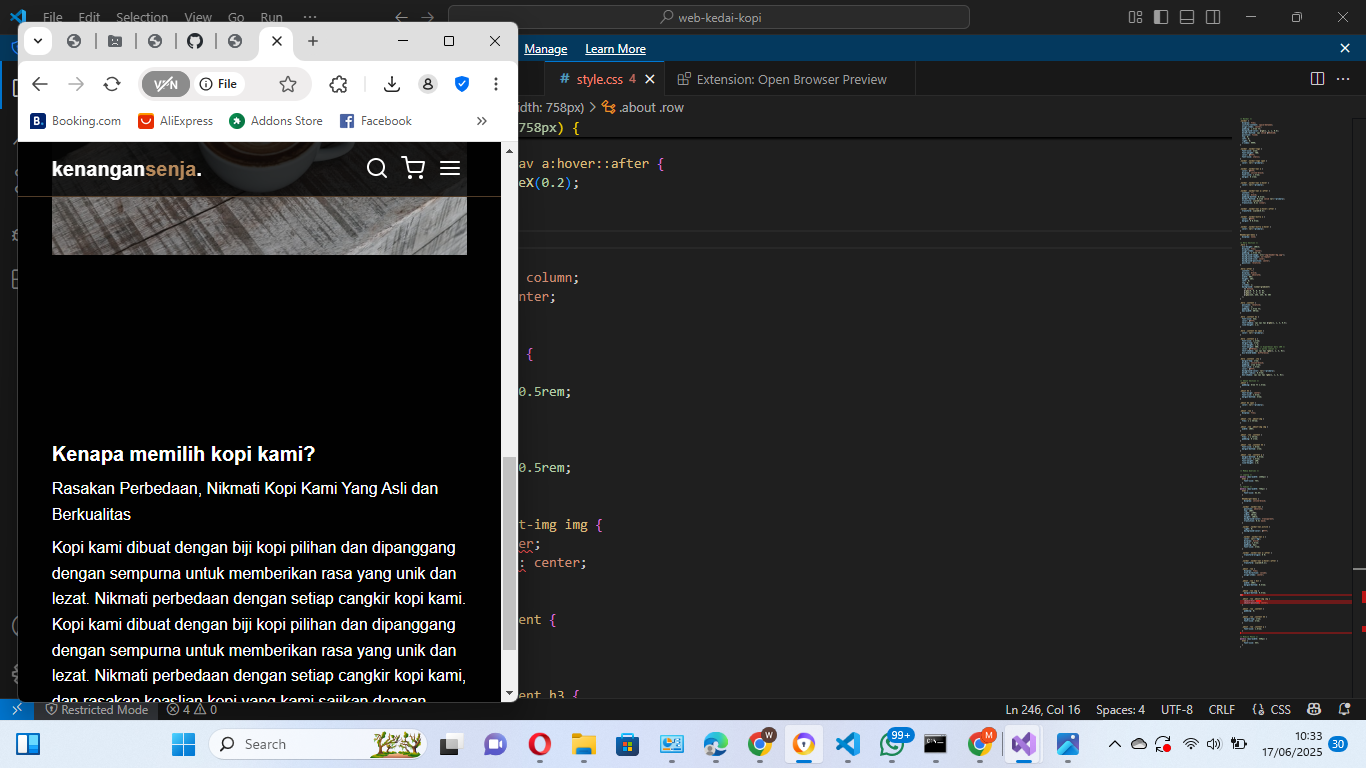 File Edit Selection View Go Run ···
web-kedai-kopi
Manage Learn More
# style.css 4
Extension: Open Browser Preview
File
Booking.com AliExpress Addons Store Facebook »
idth: 758px) > .about .row
758px) {
av a:hover::after {
eX(0.2);
column;
nter;
{
0.5rem;
0.5rem;
t-img img {
er;
: center;
ent {
ent h3 {
kenangansenja.
Kenapa memilih kopi kami?
Rasakan Perbedaan, Nikmati Kopi Kami Yang Asli dan
Berkualitas
Kopi kami dibuat dengan biji kopi pilihan dan dipanggang
dengan sempurna untuk memberikan rasa yang unik dan
lezat. Nikmati perbedaan dengan setiap cangkir kopi kami.
Kopi kami dibuat dengan biji kopi pilihan dan dipanggang
dengan sempurna untuk memberikan rasa yang unik dan
lezat. Nikmati perbedaan dengan setiap cangkir kopi kami,
dan rasakan keaslian kopi yang kami sajikan dengan
Restricted Mode 4 0
Ln 246, Col 16 Spaces: 4 UTF-8 CRLF {} CSS
Search
99+
W
M
10:33
17/06/2025
30